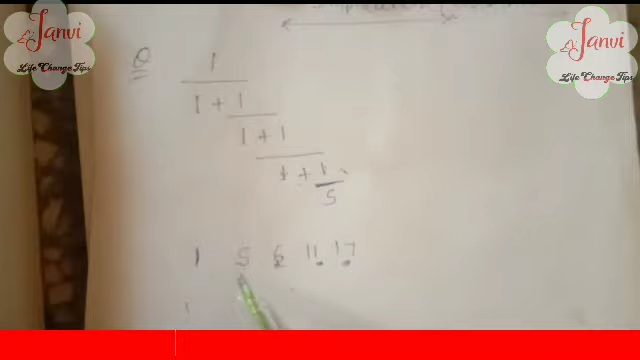 Janvi
Life Change Tips
Janvi
Life Change Tips
Q
1
1 + 1
1 + 1
1 + 1
5
1 5 6 11 17